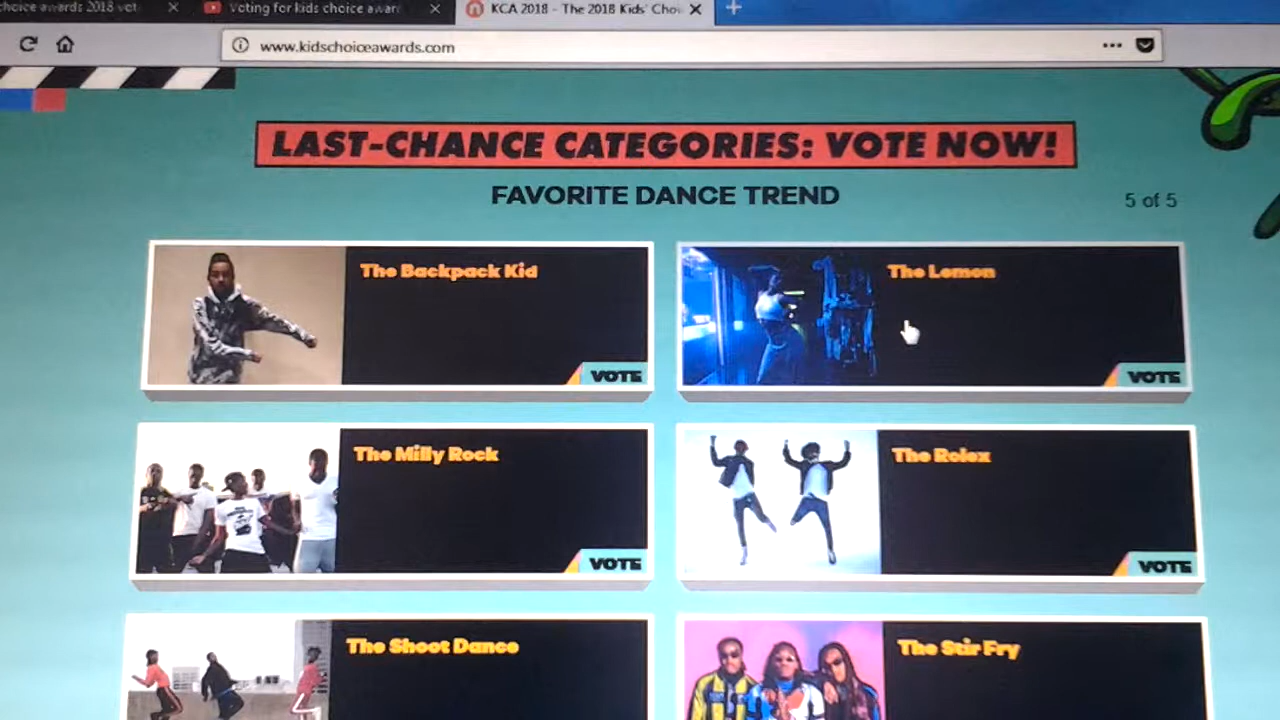 choice awards 2018 vot
Voting for kids choice awar
KCA 2018 - The 2018 Kids' Choi
www.kidschoiceawards.com
LAST-CHANCE CATEGORIES: VOTE NOW!
FAVORITE DANCE TREND
5 of 5
The Backpack Kid
VOTE
The Lemon
VOTE
The Milly Rock
VOTE
The Rolex
VOTE
The Shoot Dance
The Stir Fry